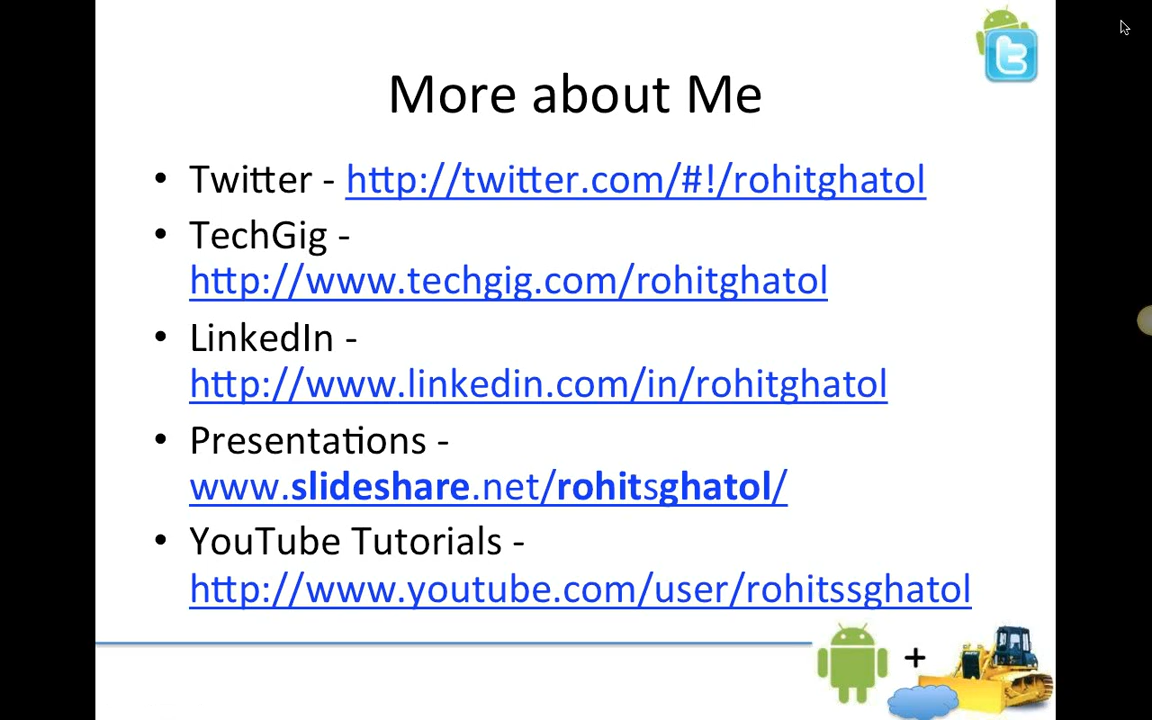 More about Me
• Twitter - http://twitter.com/#!/rohitghatol
• TechGig -
http://www.techgig.com/rohitghatol
• LinkedIn -
http://www.linkedin.com/in/rohitghatol
• Presentations -
www.slideshare.net/rohitsghatol/
• YouTube Tutorials -
http://www.youtube.com/user/rohitssghatol
+